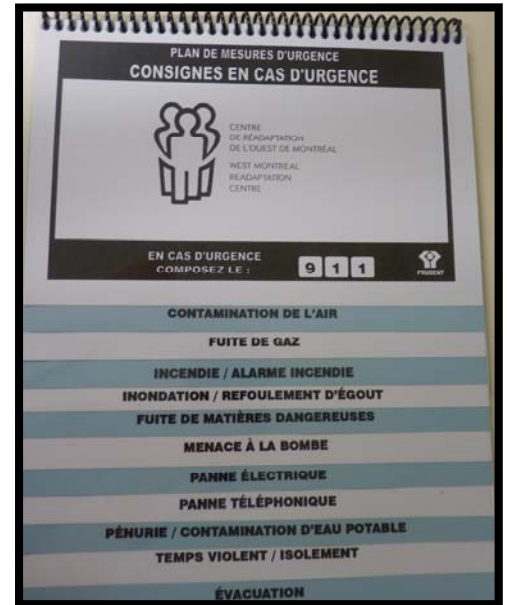 PLAN DE MESURES D'URGENCE
CONSIGNES EN CAS D'URGENCE
CENTRE
DE RÉADAPTATION
DE L'OUEST DE MONTRÉAL
WEST MONTREAL
READAPTATION
CENTRE
EN CAS D'URGENCE
COMPOSEZ LE :
9 1 1
PRUDENT
CONTAMINATION DE L'AIR
FUITE DE GAZ
INCENDIE / ALARME INCENDIE
INONDATION / REFOULEMENT D'ÉGOUT
FUITE DE MATIÈRES DANGEREUSES
MENACE À LA BOMBE
PANNE ÉLECTRIQUE
PANNE TÉLÉPHONIQUE
PÉNURIE / CONTAMINATION D'EAU POTABLE
TEMPS VIOLENT / ISOLEMENT
ÉVACUATION